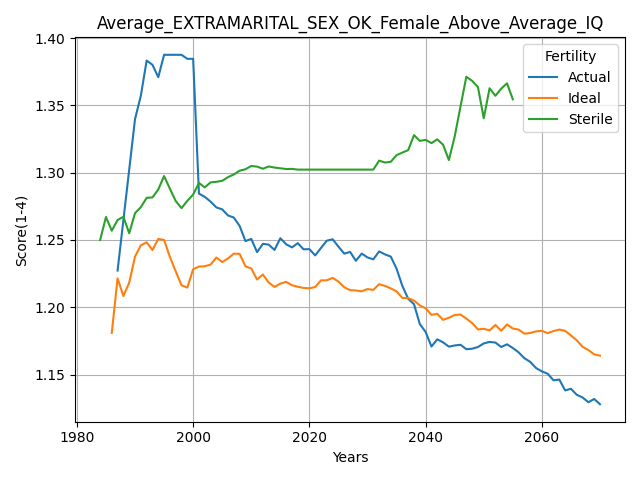 Average_EXTRAMARITAL_SEX_OK_Female_Above_Average_IQ
Fertility
Actual
Ideal
Sterile
Score(1-4)
1.40
1.35
1.30
1.25
1.20
1.15
1980 2000 2020 2040 2060
Years